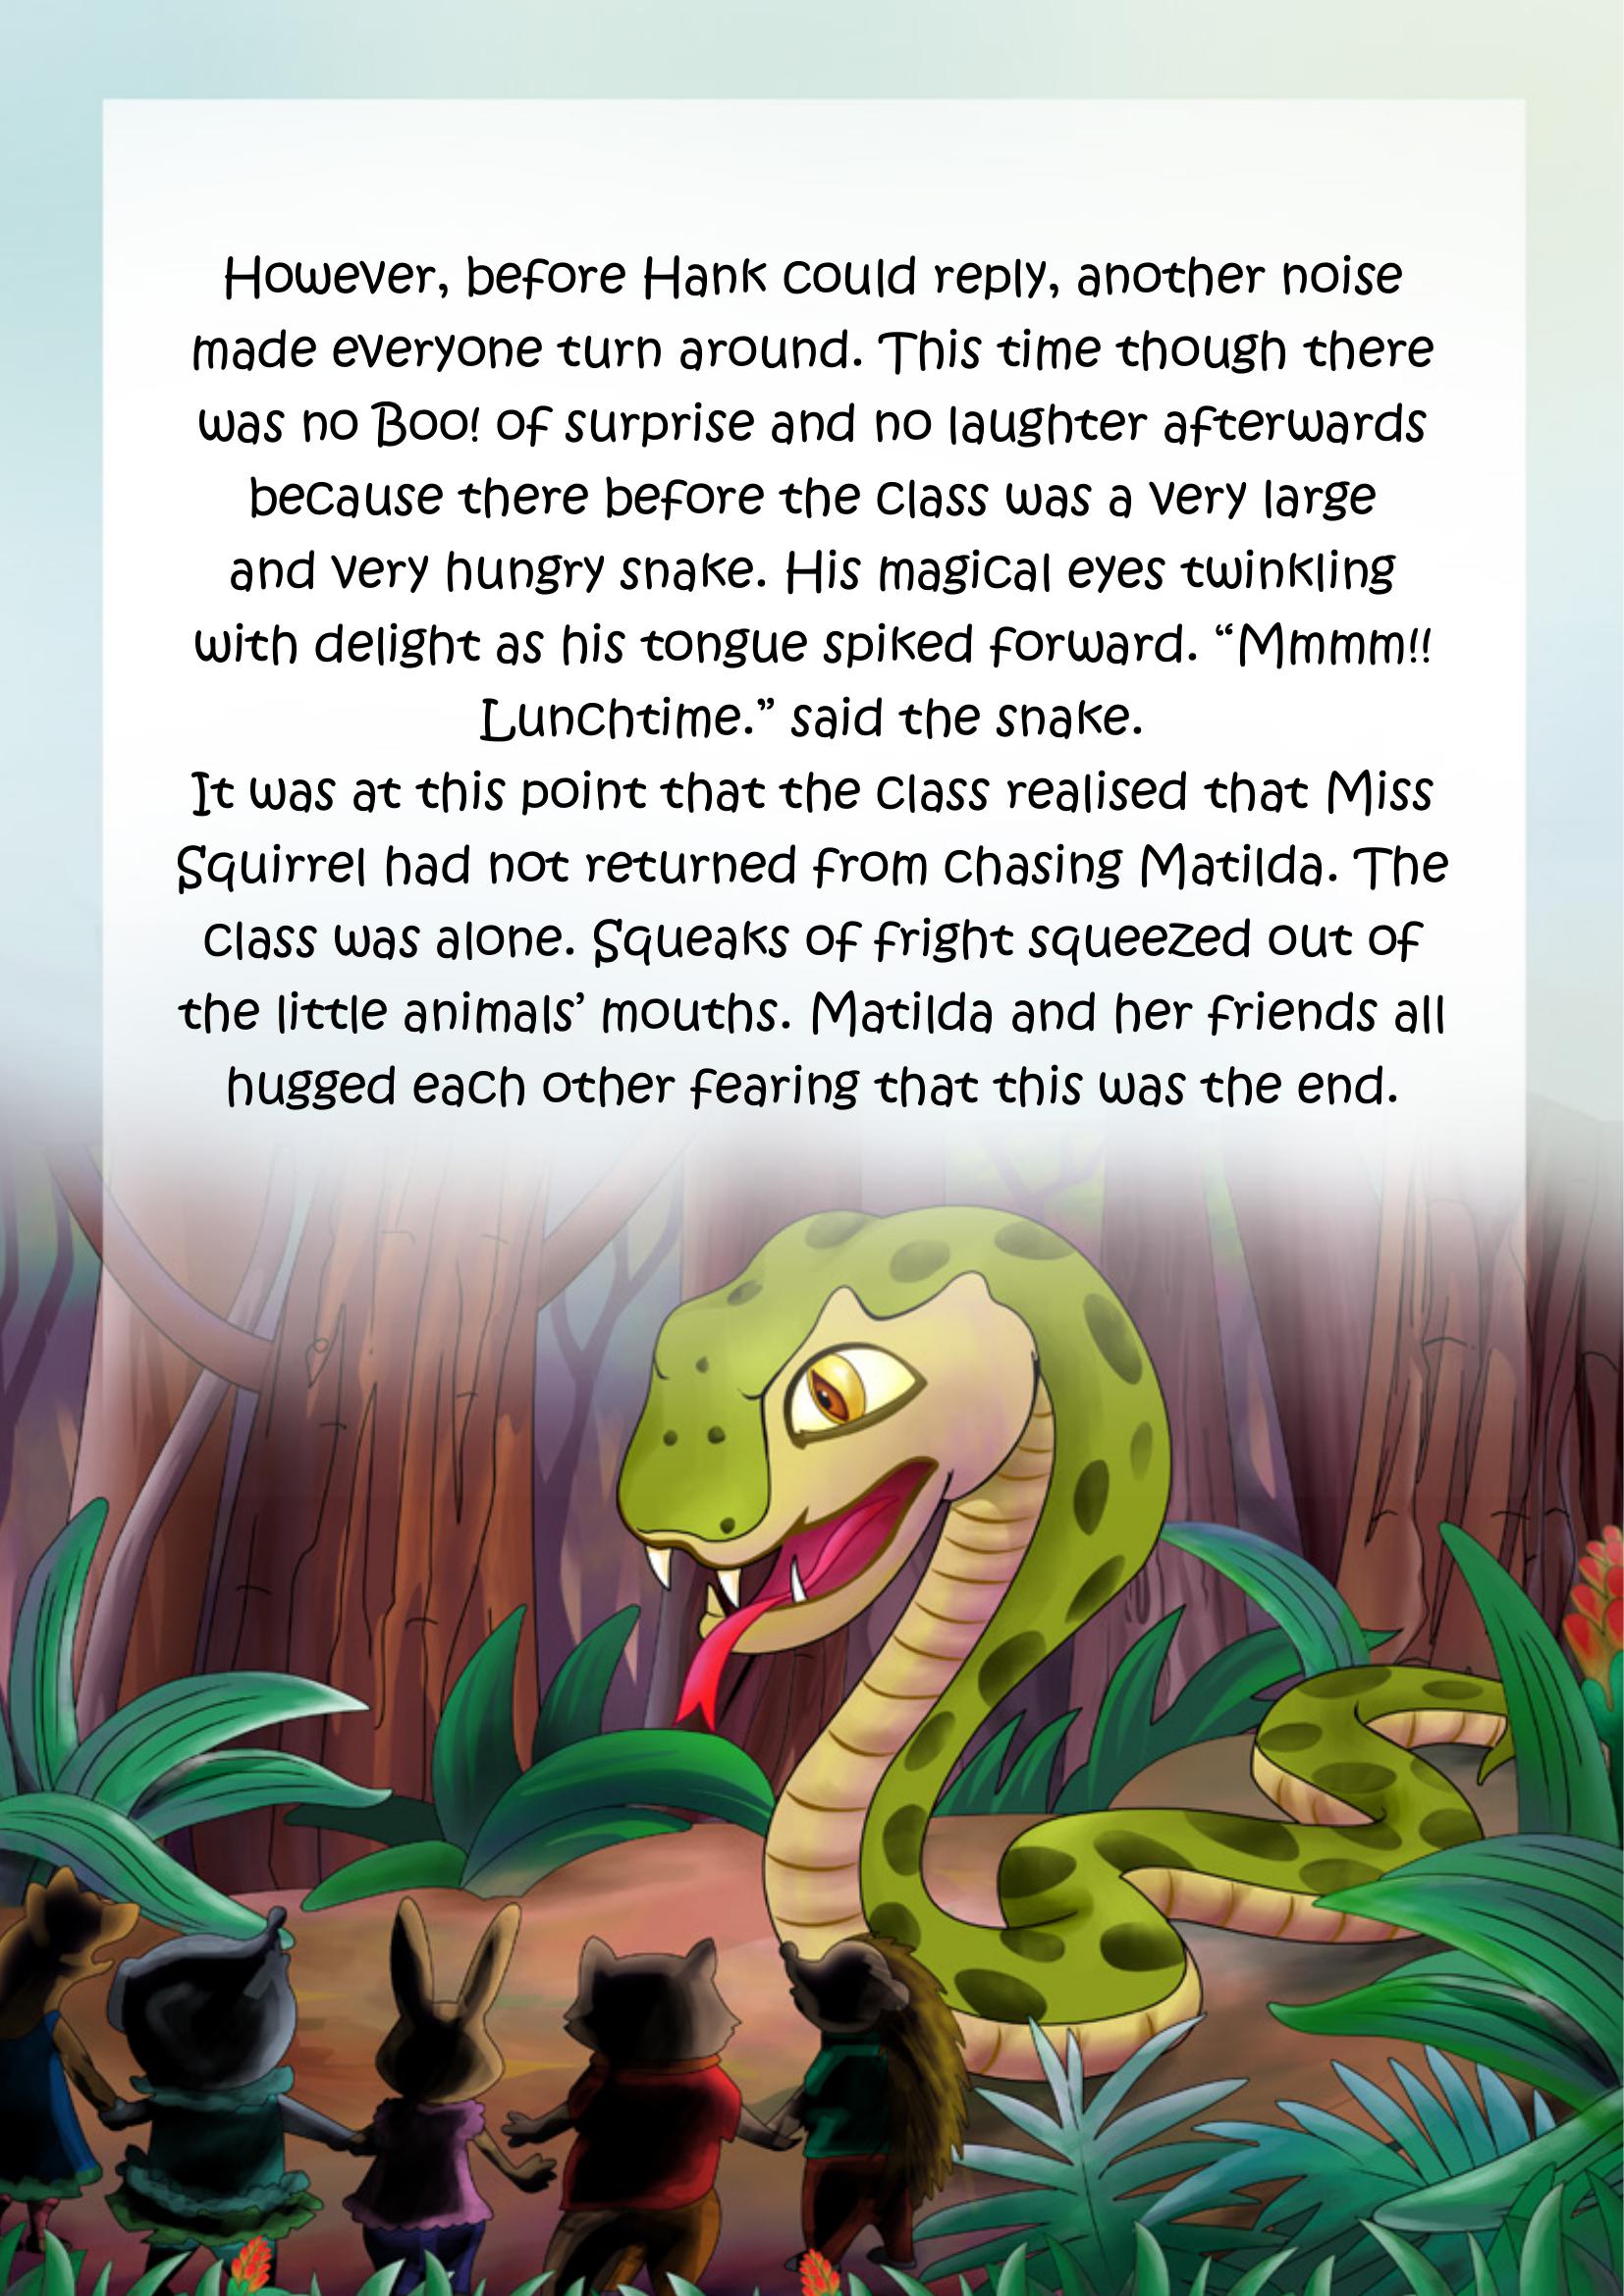 However, before Hank could reply, another noise
made everyone turn around. This time though there
was no Boo! of surprise and no laughter afterwards
because there before the class was a very large
and very hungry snake. His magical eyes twinkling
with delight as his tongue spiked forward. “Mmmm!!
Lunchtime.” said the snake.
It was at this point that the class realised that Miss
Squirrel had not returned from chasing Matilda. The
class was alone. Squeaks of fright squeezed out of
the little animals’ mouths. Matilda and her friends all
hugged each other fearing that this was the end.